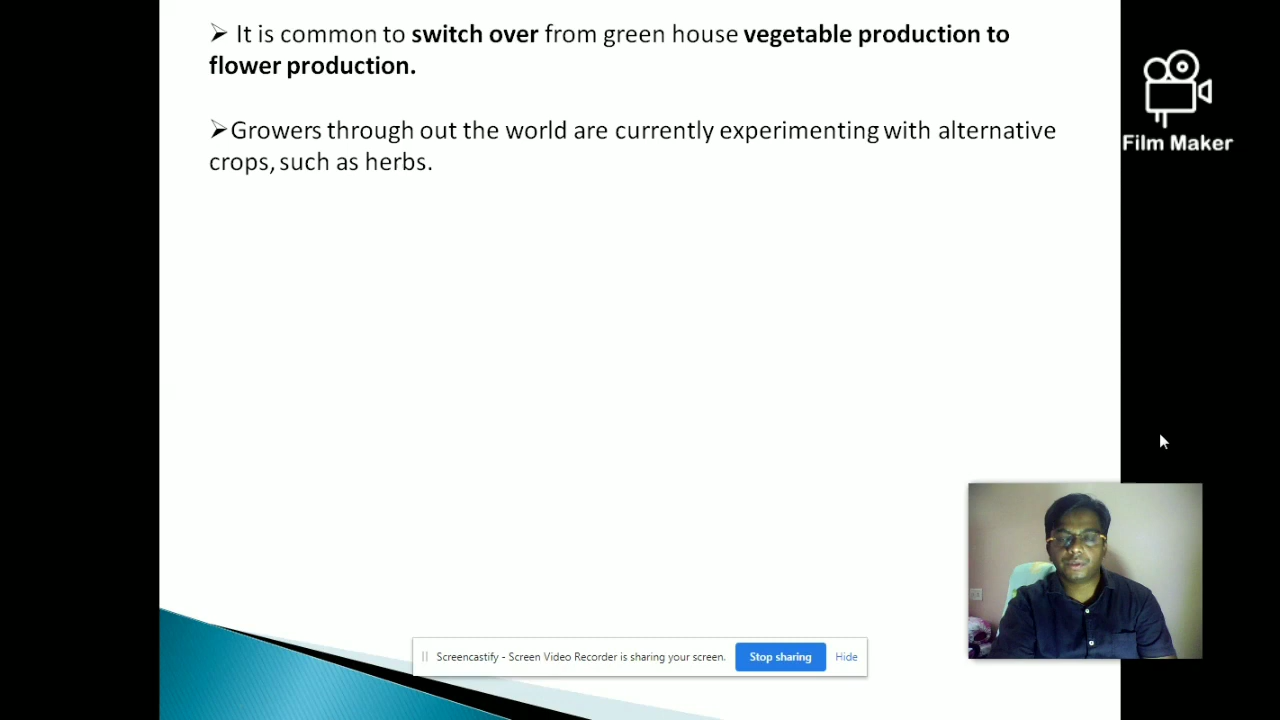 ➢ It is common to switch over from green house vegetable production to
flower production.
➢Growers through out the world are currently experimenting with alternative
crops, such as herbs.
Film Maker
Screencastify - Screen Video Recorder is sharing your screen.
Stop sharing
Hide